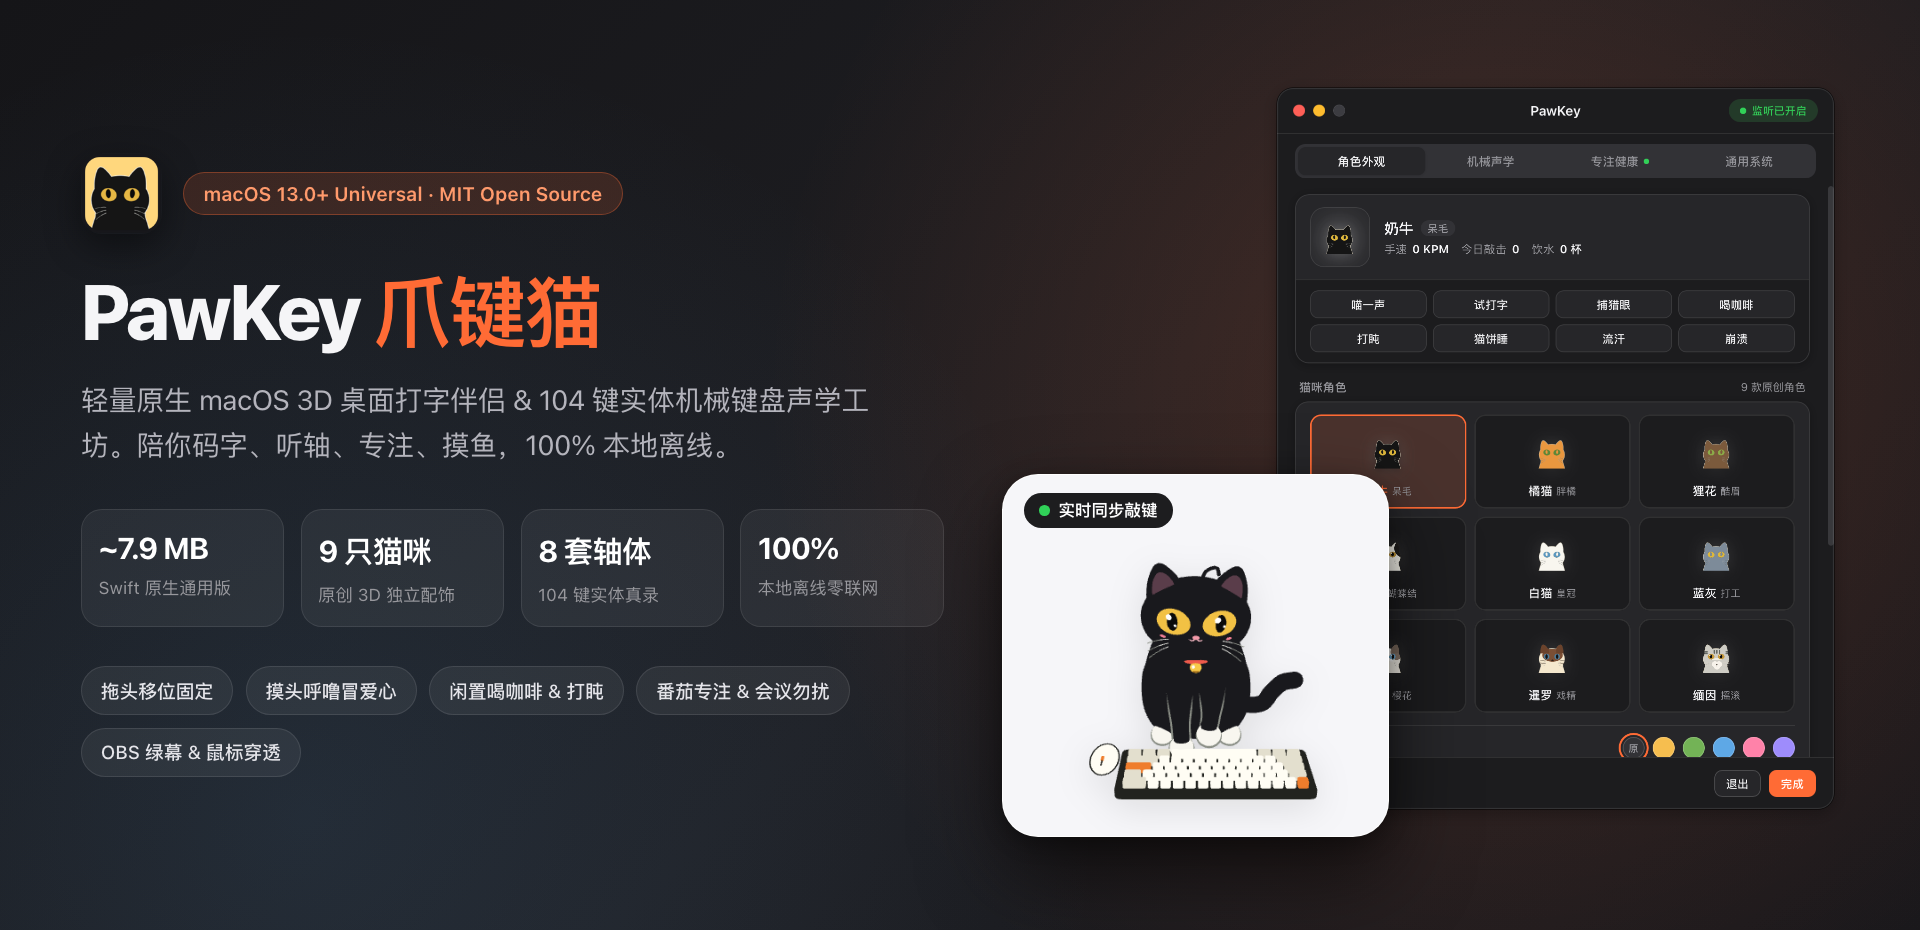 macOS 13.0+ Universal · MIT Open Source
PawKey 爪键猫
轻量原生 macOS 3D 桌面打字伴侣 & 104 键实体机械键盘声学工
坊。陪你码字、听轴、专注、摸鱼，100% 本地离线。
~7.9 MB
Swift 原生通用版
9 只猫咪
原创 3D 独立配饰
8 套轴体
104 键实体真录
100%
本地离线零联网
拖头移位固定
摸头呼噜冒爱心
闲置喝咖啡 & 打盹
番茄专注 & 会议勿扰
OBS 绿幕 & 鼠标穿透
实时同步敲键
PawKey
监听已开启
角色外观
机械声学
专注健康
通用系统
奶牛 呆毛
手速 0 KPM 今日敲击 0 饮水 0 杯
喵一声
试打字
捕猫眼
喝咖啡
打盹
猫饼睡
流汗
崩溃
猫咪角色
9 款原创角色
呆毛
橘猫 胖橘
狸花 酷眉
蝴蝶结
白猫 皇冠
蓝灰 打工
樱花
暹罗 戏精
缅因 摇滚
原
退出
完成